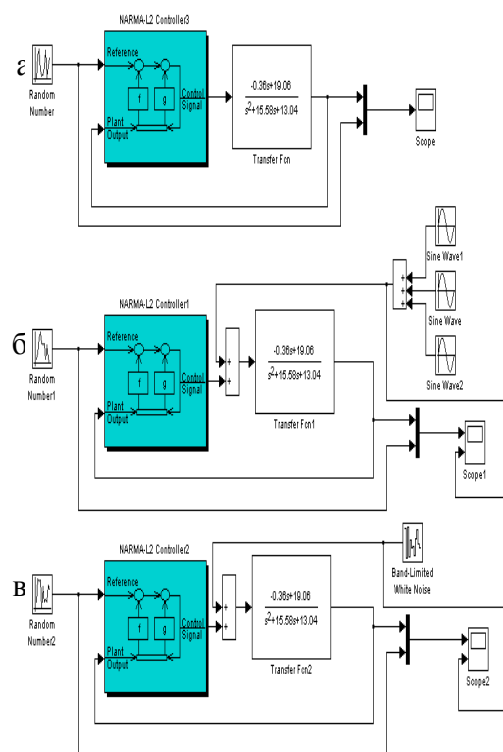 а
NARMA-L2 Controller3
Random
Number
Reference
f
g
Control
Signal
Plant
Output
-0.36s+19.06
s2+15.58s+13.04
Transfer Fcn
Scope
б
NARMA-L2 Controller1
Random
Number1
Reference
f
g
Control
Signal
Plant
Output
+
+
-0.36s+19.06
s2+15.58s+13.04
Transfer Fcn1
+
+
+
Sine Wave1
Sine Wave
Sine Wave2
Scope1
в
NARMA-L2 Controller2
Random
Number2
Reference
f
g
Control
Signal
Plant
Output
+
+
-0.36s+19.06
s2+15.58s+13.04
Transfer Fcn2
Band-Limited
White Noise
Scope2